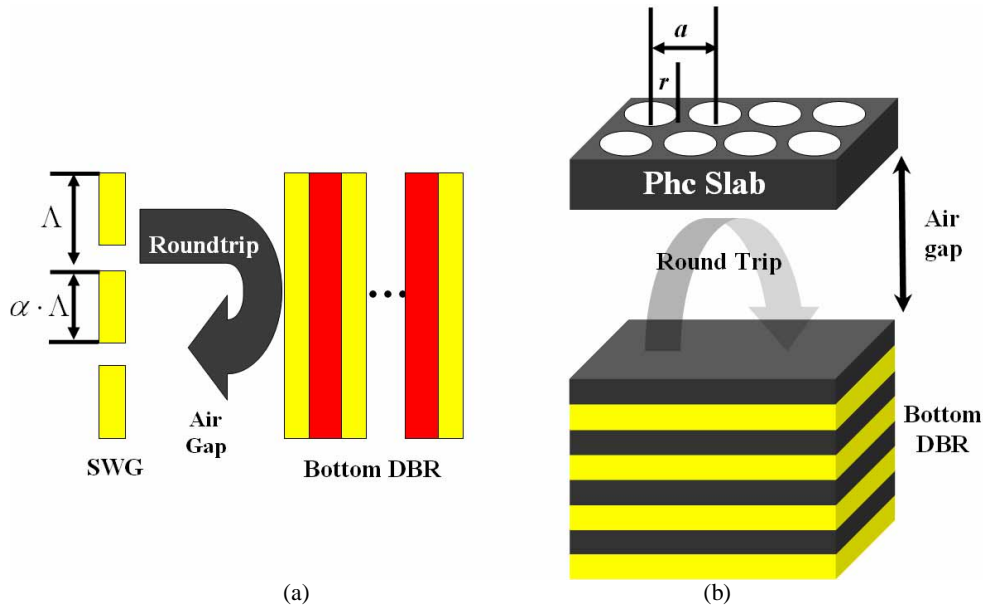 Λ
α · Λ
Roundtrip
Air
Gap
SWG
Bottom DBR
(a)
a
r
Phc Slab
Air
gap
Round Trip
Bottom
DBR
(b)